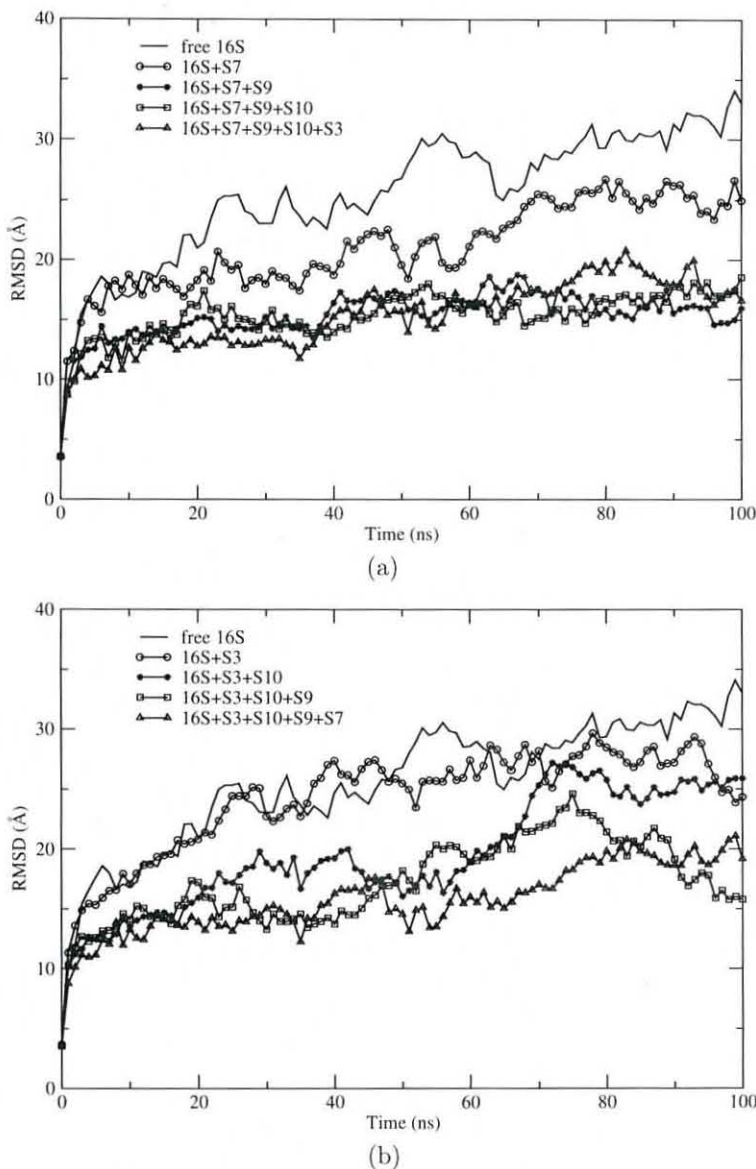 40
30
20
10
0
RMSD (Å)
free 16S
16S+S7
16S+S7+S9
16S+S7+S9+S10
16S+S7+S9+S10+S3
0
20
40
60
80
100
Time (ns)
(a)
40
30
20
10
0
RMSD (Å)
free 16S
16S+S3
16S+S3+S10
16S+S3+S10+S9
16S+S3+S10+S9+S7
0
20
40
60
80
100
Time (ns)
(b)